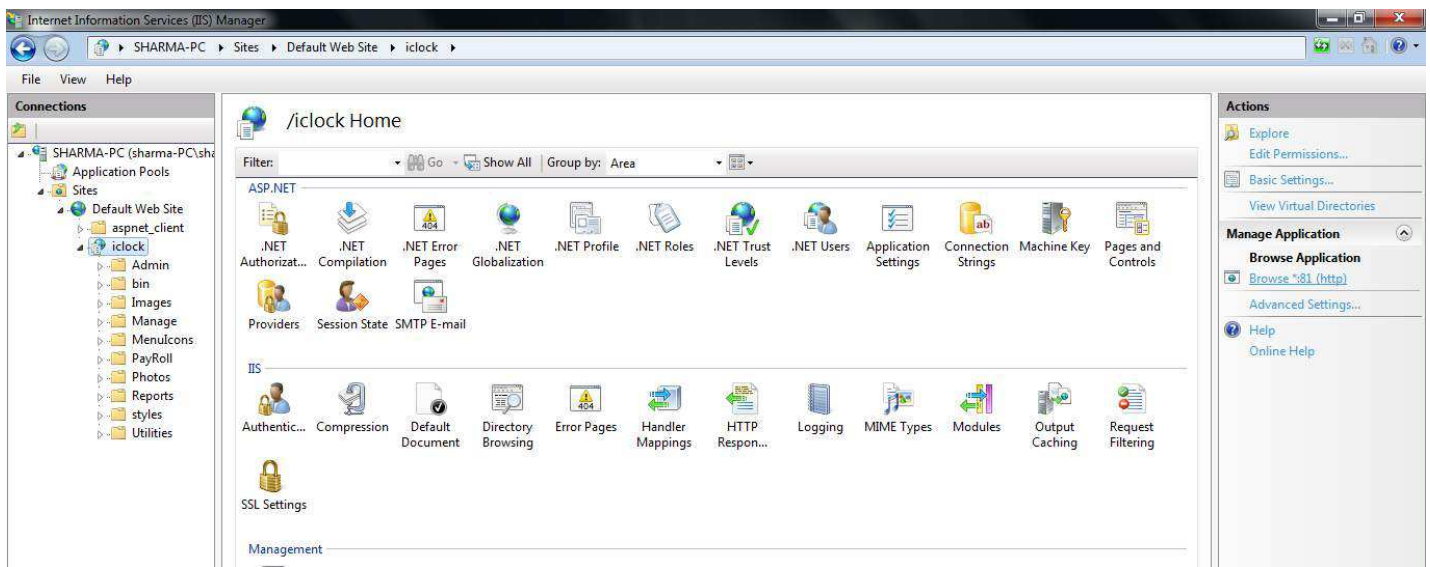 Internet Information Services (IIS) Manager
SHARMA-PC Sites Default Web Site iclock
File View Help
Connections
SHARMA-PC (sharma-PC\sha
Application Pools
Sites
Default Web Site
aspnet_client
iclock
Admin
bin
Images
Manage
MenuIcons
PayRoll
Photos
Reports
styles
Utilities
/iclock Home
Filter: Go Show All Group by: Area
ASP.NET
.NET Authorizat...
.NET Compilation
404
.NET Error Pages
.NET Globalization
.NET Profile
.NET Roles
.NET Trust Levels
.NET Users
Application Settings
ab
Connection Strings
Machine Key
Pages and Controls
Providers
Session State
SMTP E-mail
IIS
Authentic...
Compression
Default Document
Directory Browsing
404
Error Pages
Handler Mappings
HTTP Respon...
Logging
MIME Types
Modules
Output Caching
Request Filtering
SSL Settings
Management
Actions
Explore
Edit Permissions...
Basic Settings...
View Virtual Directories
Manage Application
Browse Application
Browse *:81 (http)
Advanced Settings...
Help
Online Help